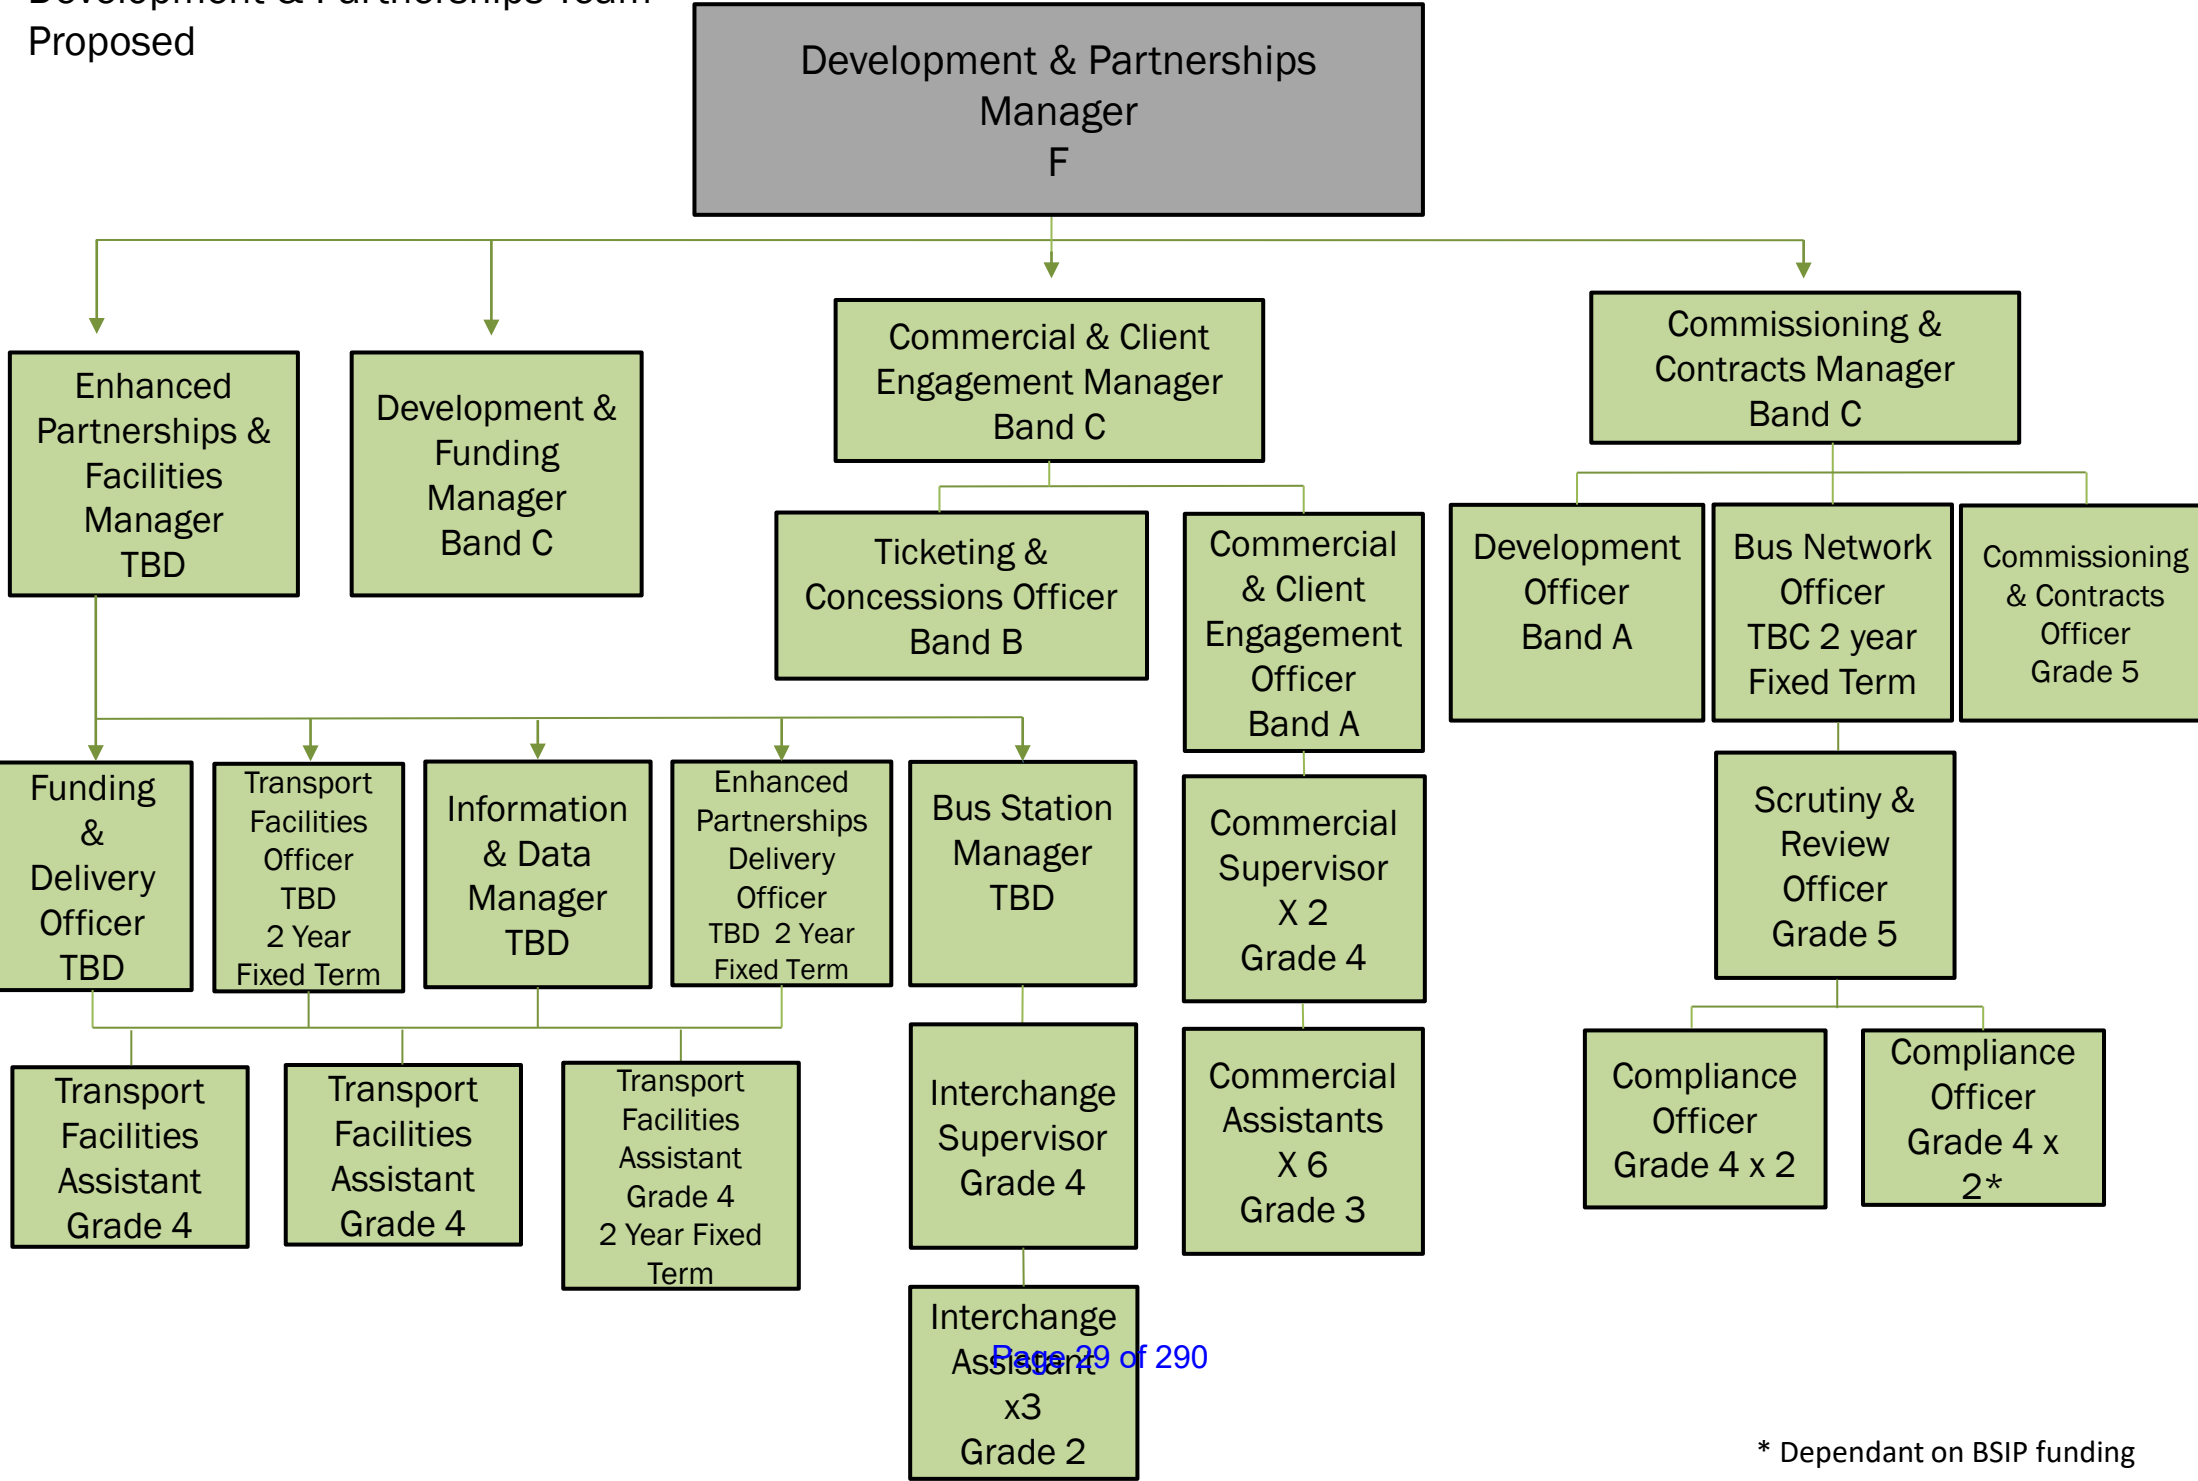 Development & Partnerships Team
Proposed
Development & Partnerships
Manager
F
Enhanced
Partnerships &
Facilities
Manager
TBD
Development &
Funding
Manager
Band C
Commercial & Client
Engagement Manager
Band C
Commissioning &
Contracts Manager
Band C
Ticketing &
Concessions Officer
Band B
Commercial
& Client
Engagement
Officer
Band A
Development
Officer
Band A
Bus Network
Officer
TBC 2 year
Fixed Term
Commissioning
& Contracts
Officer
Grade 5
Funding
&
Delivery
Officer
TBD
Transport
Facilities
Officer
TBD
2 Year
Fixed Term
Information
& Data
Manager
TBD
Enhanced
Partnerships
Delivery
Officer
TBD 2 Year
Fixed Term
Bus Station
Manager
TBD
Commercial
Supervisor
X 2
Grade 4
Scrutiny &
Review
Officer
Grade 5
Transport
Facilities
Assistant
Grade 4
Transport
Facilities
Assistant
Grade 4
Transport
Facilities
Assistant
Grade 4
2 Year Fixed
Term
Interchange
Supervisor
Grade 4
Commercial
Assistants
X 6
Grade 3
Compliance
Officer
Grade 4 x 2
Compliance
Officer
Grade 4 x
2*
Interchange
Assistant
x3
Grade 2
Page 29 of 290
* Dependant on BSIP funding